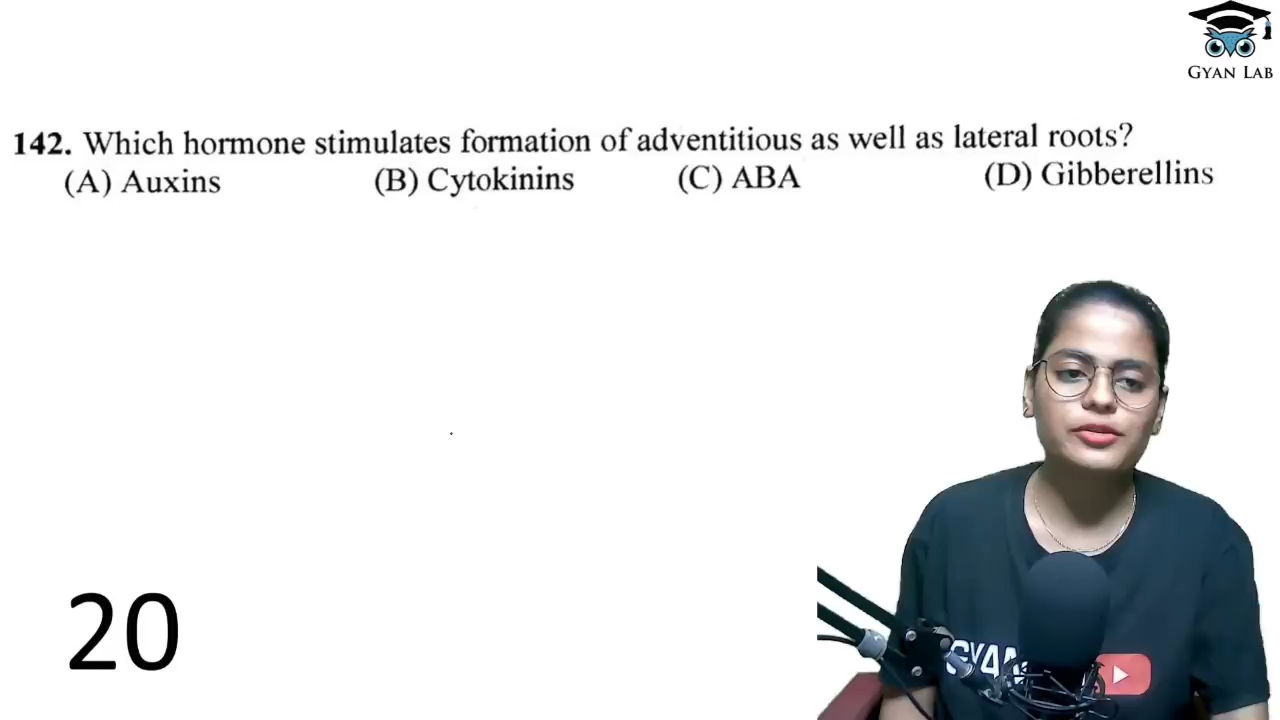 GYAN LAB
142. Which hormone stimulates formation of adventitious as well as lateral roots?
(A) Auxins (B) Cytokinins (C) ABA (D) Gibberellins
20
GYAN